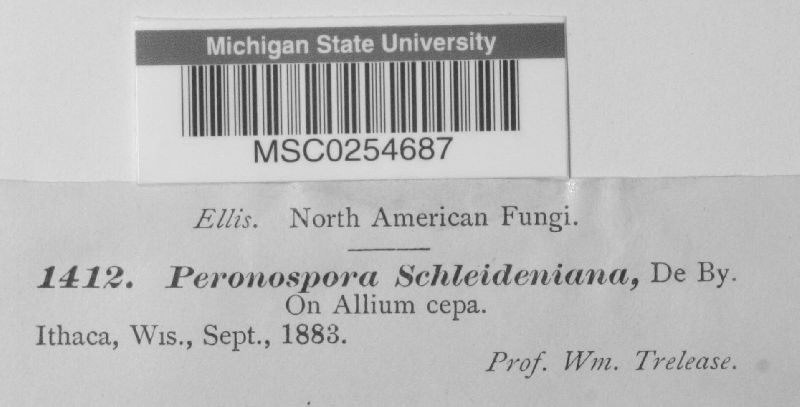 Michigan State University
MSC0254687
Ellis. North American Fungi.
1412. Peronospora Schleideniana, De By.
On Allium cepa.
Ithaca, Wis., Sept., 1883.
Prof. Wm. Trelease.